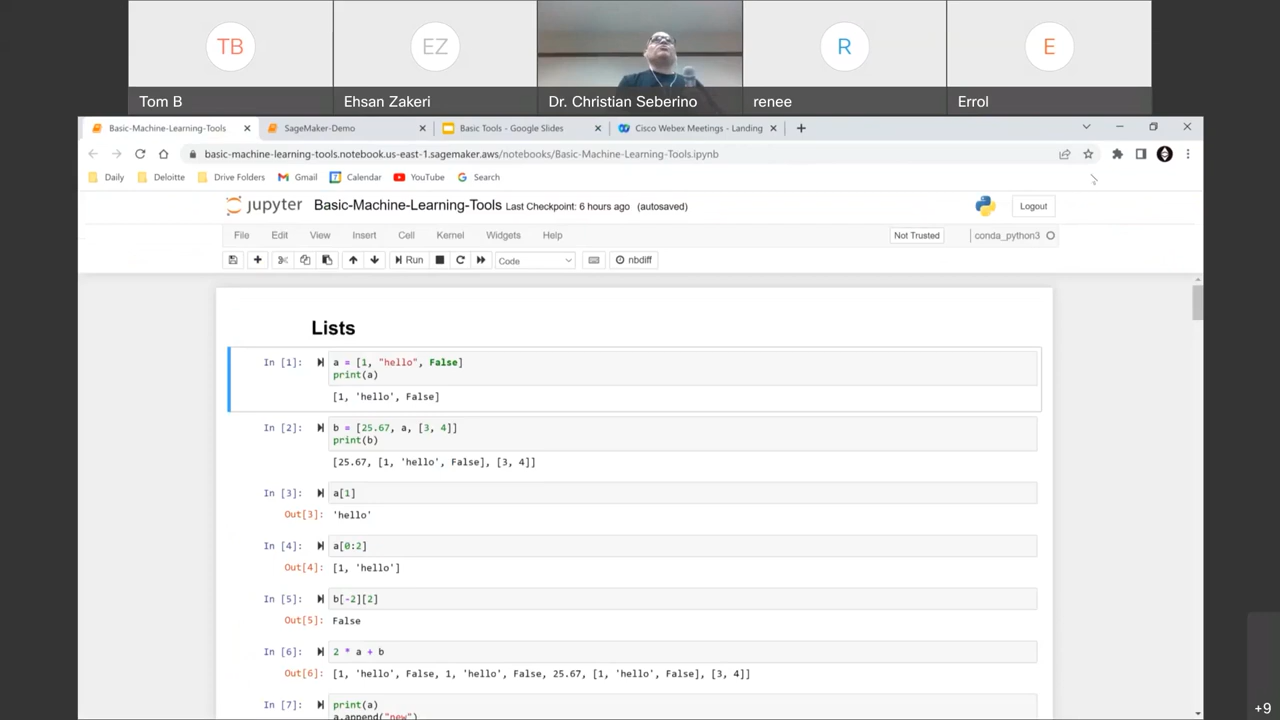 TB
EZ
R
E
Tom B
Ehsan Zakeri
Dr. Christian Seberino
renee
Errol
Basic-Machine-Learning-Tools
SageMaker-Demo
Basic Tools - Google Slides
Cisco Webex Meetings - Landing
basic-machine-learning-tools.notebook.us-east-1.sagemaker.aws/notebooks/Basic-Machine-Learning-Tools.ipynb
Daily
Deloitte
Drive Folders
Gmail
Calendar
YouTube
Search
jupyter Basic-Machine-Learning-Tools Last Checkpoint: 6 hours ago (autosaved)
Logout
File Edit View Insert Cell Kernel Widgets Help
Not Trusted
conda_python3
Run
Code
nbdiff
Lists
In [1]: a = [1, "hello", False]
print(a)
[1, 'hello', False]
In [2]: b = [25.67, a, [3, 4]]
print(b)
[25.67, [1, 'hello', False], [3, 4]]
In [3]: a[1]
Out[3]: 'hello'
In [4]: a[0:2]
Out[4]: [1, 'hello']
In [5]: b[-2][2]
Out[5]: False
In [6]: 2 * a + b
Out[6]: [1, 'hello', False, 1, 'hello', False, 25.67, [1, 'hello', False], [3, 4]]
In [7]: print(a)
a.append("new")
+9